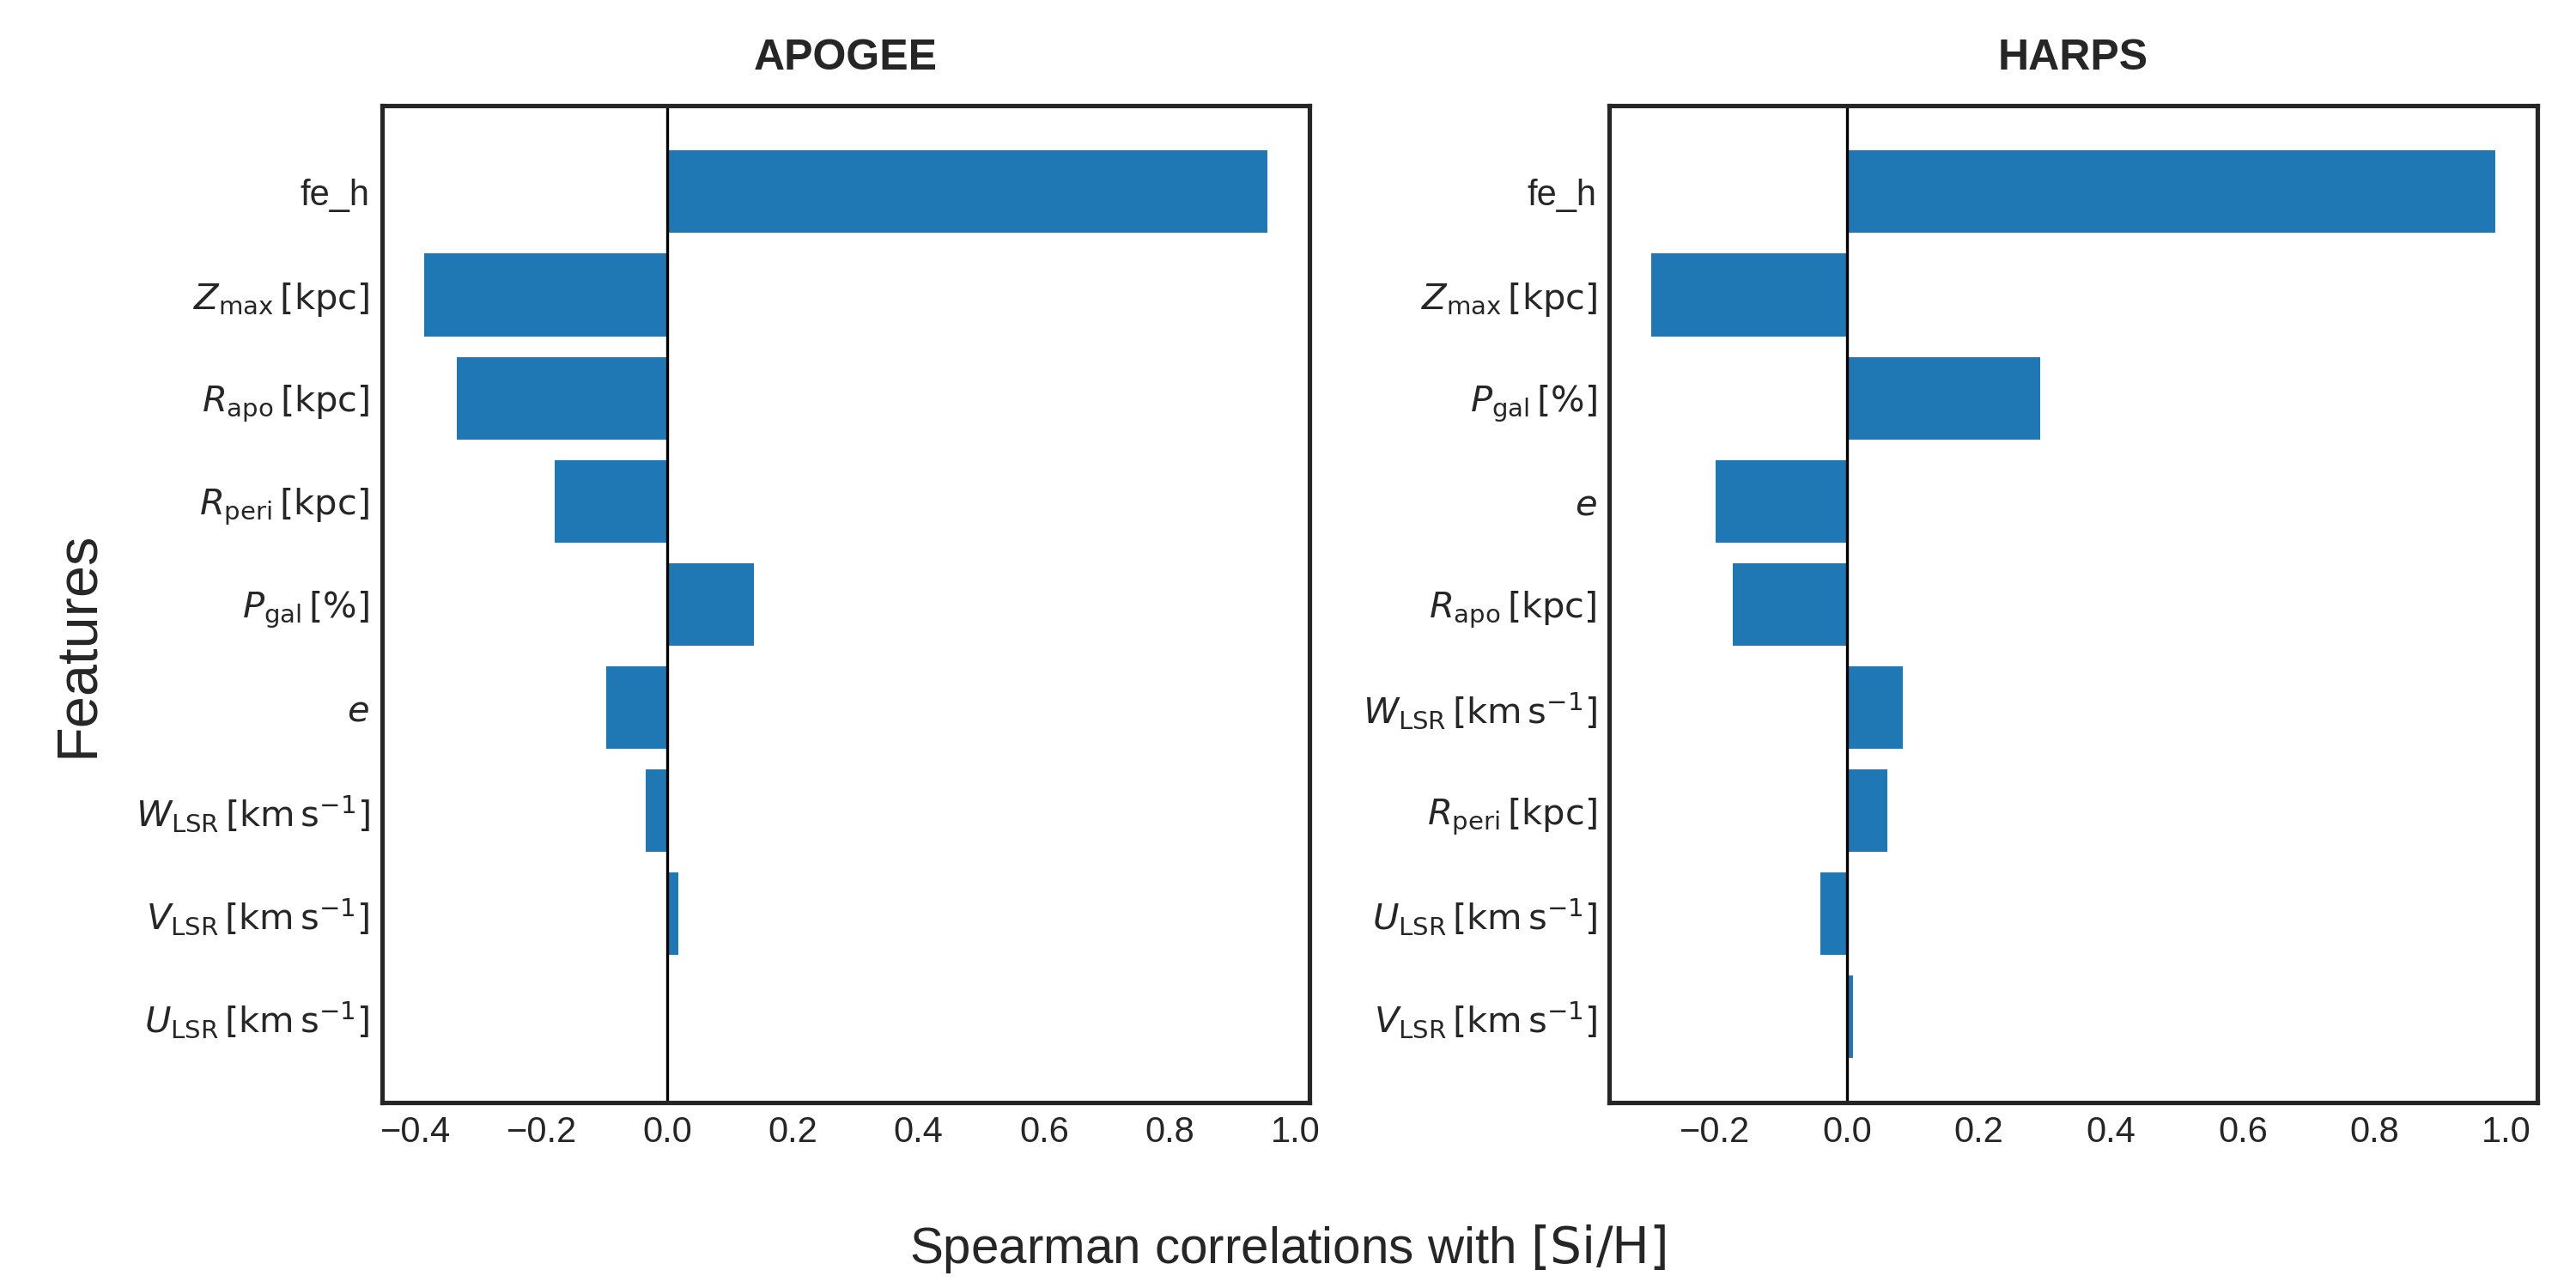 APOGEE
HARPS
Features
fe_h
Z_max [kpc]
R_apo [kpc]
R_peri [kpc]
P_gal [%]
e
W_LSR [km s⁻¹]
V_LSR [km s⁻¹]
U_LSR [km s⁻¹]
−0.4 −0.2 0.0 0.2 0.4 0.6 0.8 1.0
fe_h
Z_max [kpc]
P_gal [%]
e
R_apo [kpc]
W_LSR [km s⁻¹]
R_peri [kpc]
U_LSR [km s⁻¹]
V_LSR [km s⁻¹]
−0.2 0.0 0.2 0.4 0.6 0.8 1.0
Spearman correlations with [Si/H]